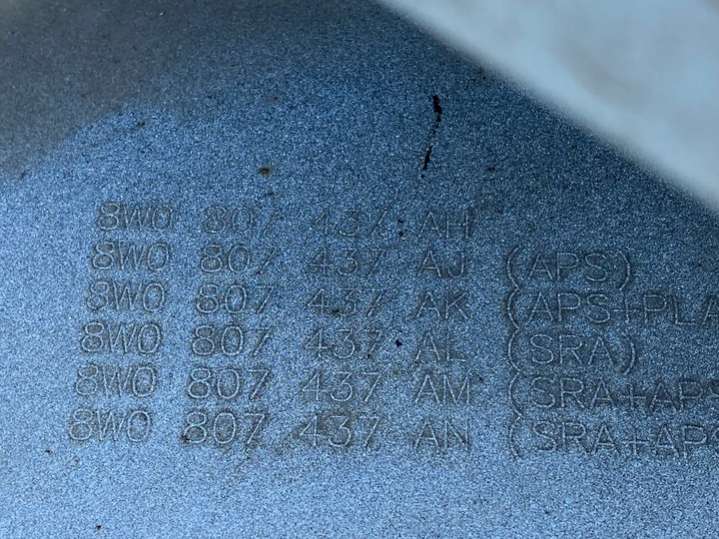 8W0 807 437 AH
8W0 807 437 AJ (APS)
8W0 807 437 AK (APS+PLA
8W0 807 437 AL (SRA)
8W0 807 437 AM (SRA+APS
8W0 807 437 AN (SRA+APS